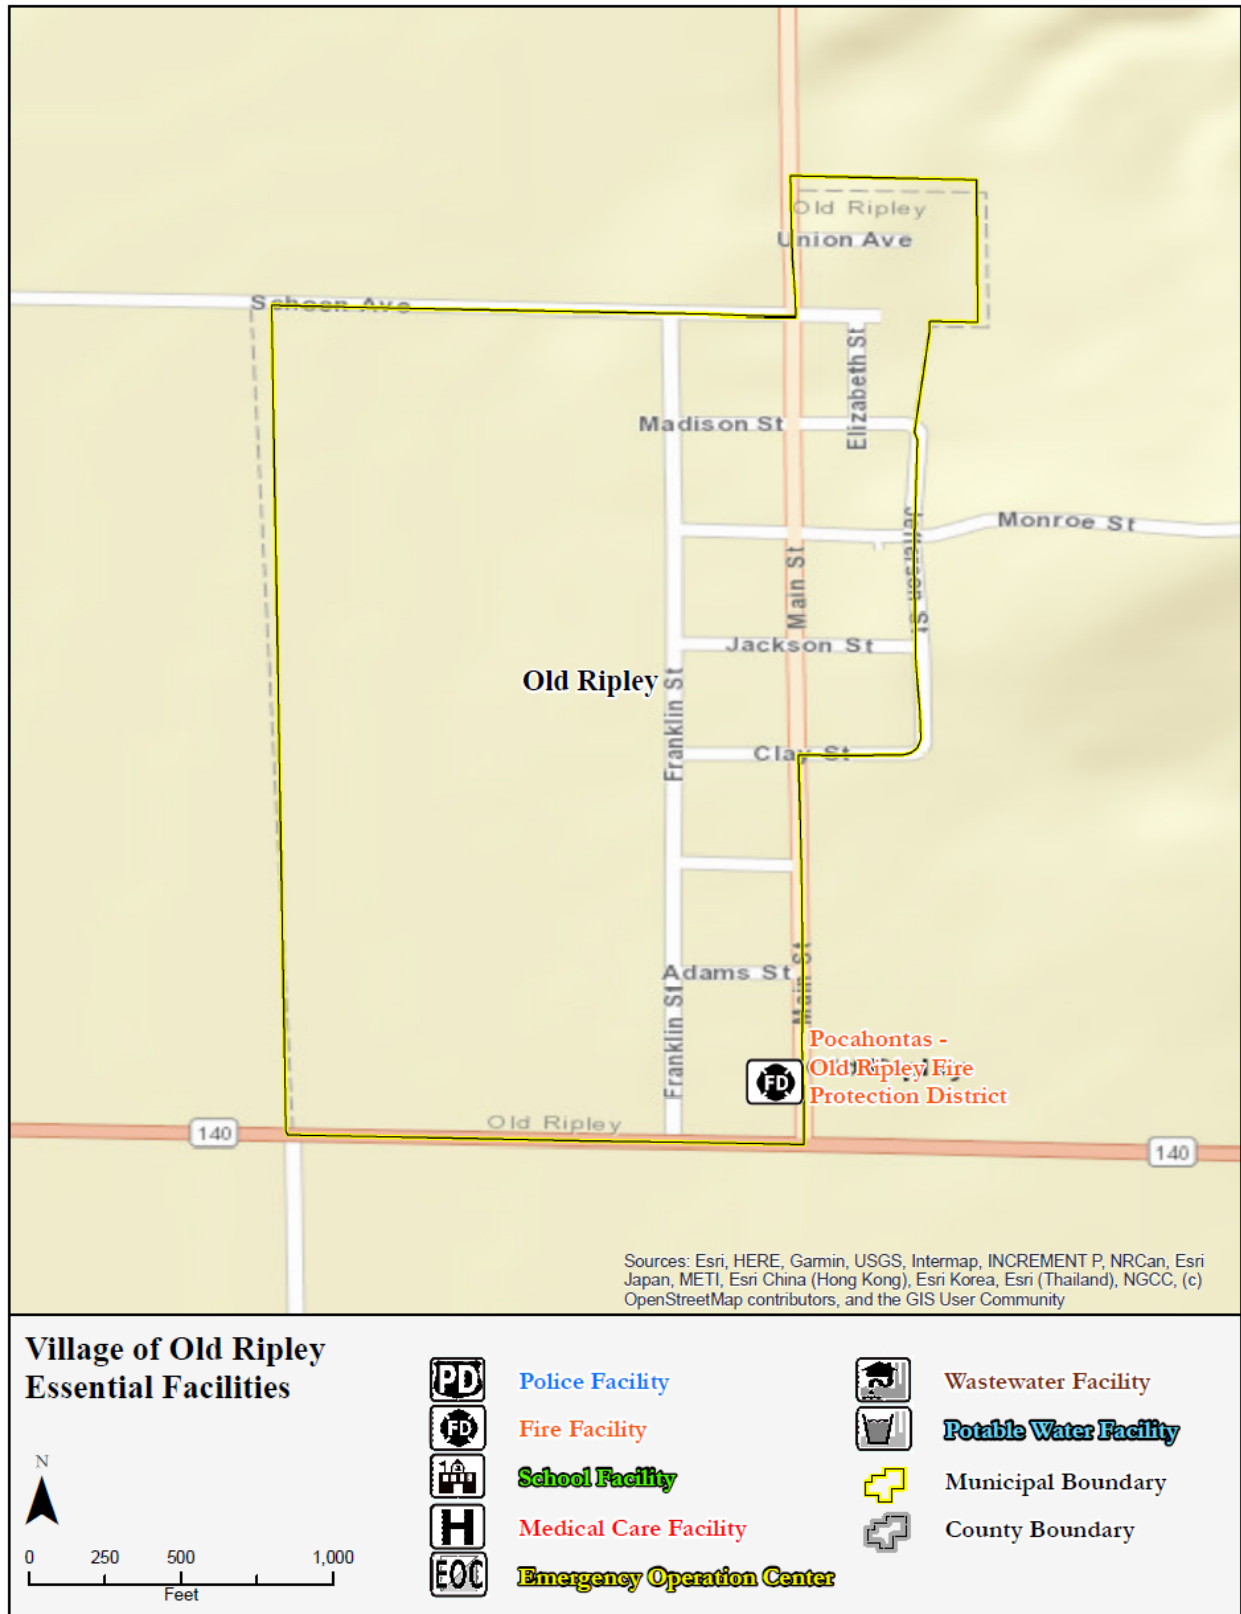 Old Ripley
Union Ave
Schoen Ave
Elizabeth St
Madison St
Monroe St
Jefferson St
Main St
Jackson St
Old Ripley
Franklin St
Clay St
Adams St
Main St
Franklin St
Pocahontas -
Old Ripley Fire
Protection District
FD
Old Ripley
140
140
Sources: Esri, HERE, Garmin, USGS, Intermap, INCREMENT P, NRCan, Esri
Japan, METI, Esri China (Hong Kong), Esri Korea, Esri (Thailand), NGCC, (c)
OpenStreetMap contributors, and the GIS User Community
Village of Old Ripley
Essential Facilities
N
0 250 500 1,000
Feet
PD Police Facility
FD Fire Facility
School Facility
H Medical Care Facility
EOC Emergency Operation Center
Wastewater Facility
Potable Water Facility
Municipal Boundary
County Boundary